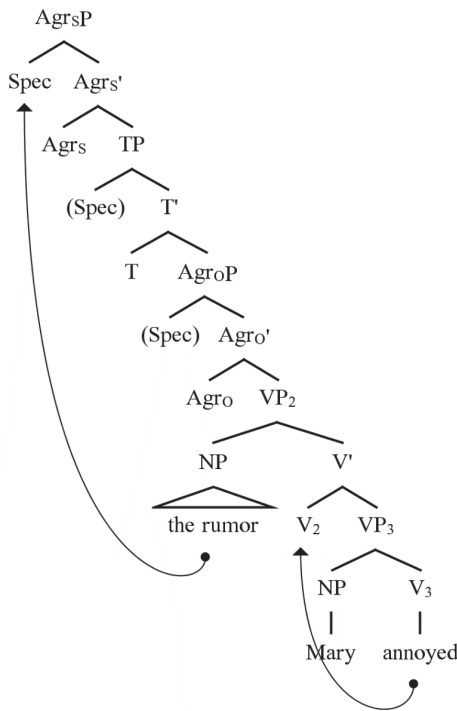 AgrSP
Spec AgrS'
AgrS TP
(Spec) T'
T AgrOP
(Spec) AgrO'
AgrO VP2
NP V'
the rumor V2 VP3
NP V3
Mary annoyed